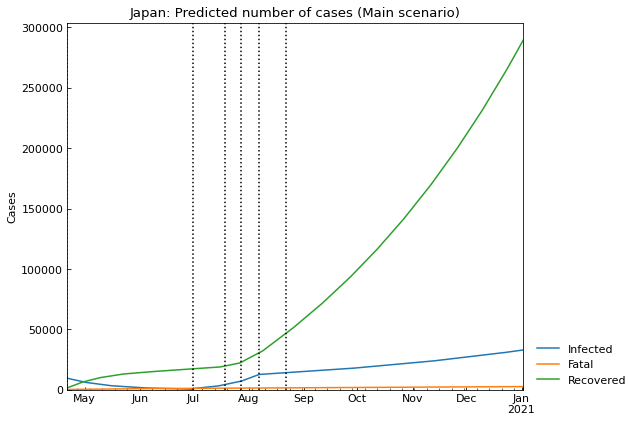 Japan: Predicted number of cases (Main scenario)
300000
250000
200000
150000
100000
50000
0
Cases
May Jun Jul Aug Sep Oct Nov Dec Jan
2021
Infected
Fatal
Recovered